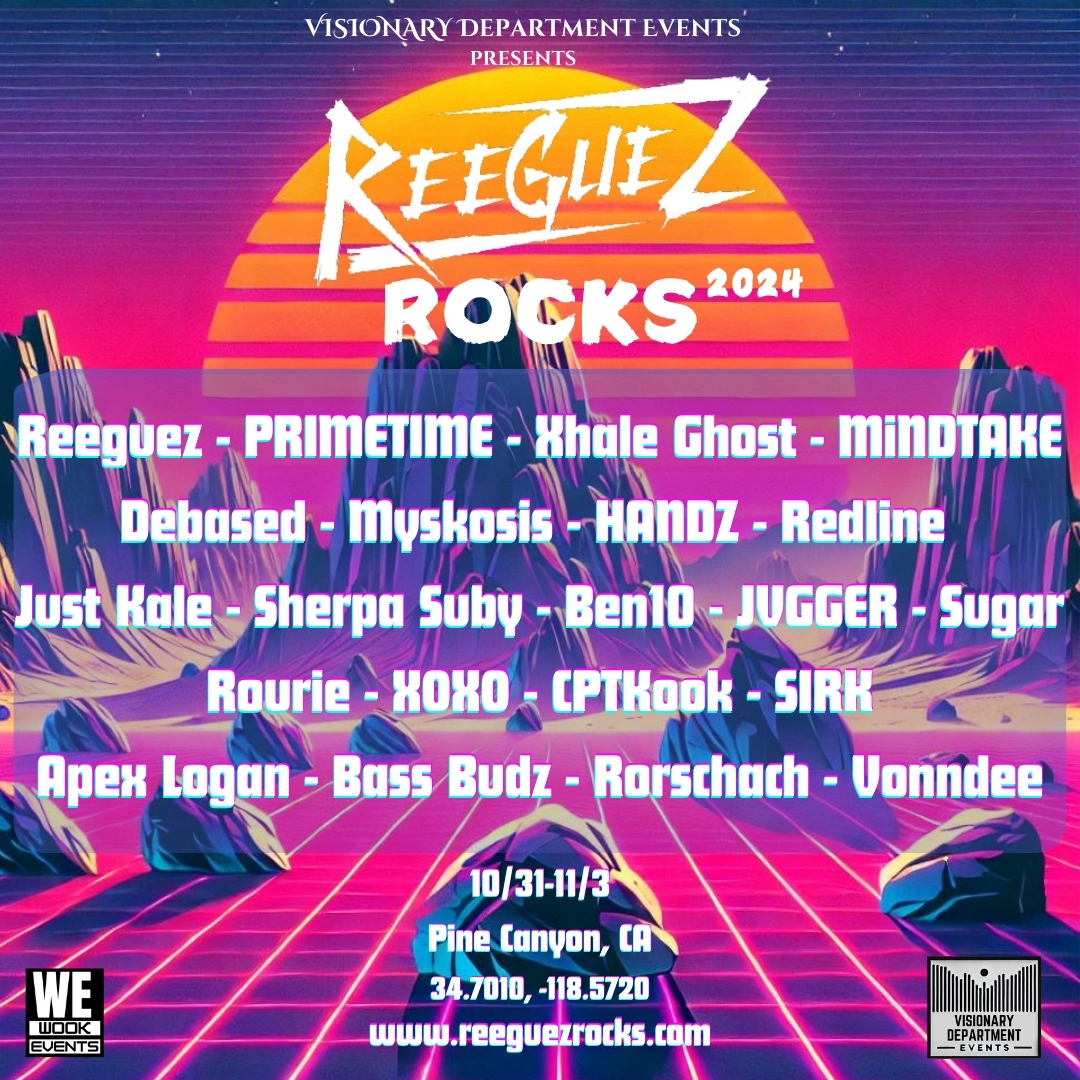 VISIONARY DEPARTMENT EVENTS
PRESENTS
REEGUEZ
ROCKS 2024
Reeguez - PRIMETIME - Xhale Ghost - MiNDTAKE
Debased - Myskosis - HANDZ - Redline
Just Kale - Sherpa Suby - Ben10 - JVGGER - Sugar
Rourie - XOXO - CPTKook - SIRK
Apex Logan - Bass Budz - Rorschach - Vonndee
10/31-11/3
Pine Canyon, CA
34.7010, -118.5720
www.reeguezrocks.com
WE
WOOK
EVENTS
VISIONARY
DEPARTMENT
EVENTS